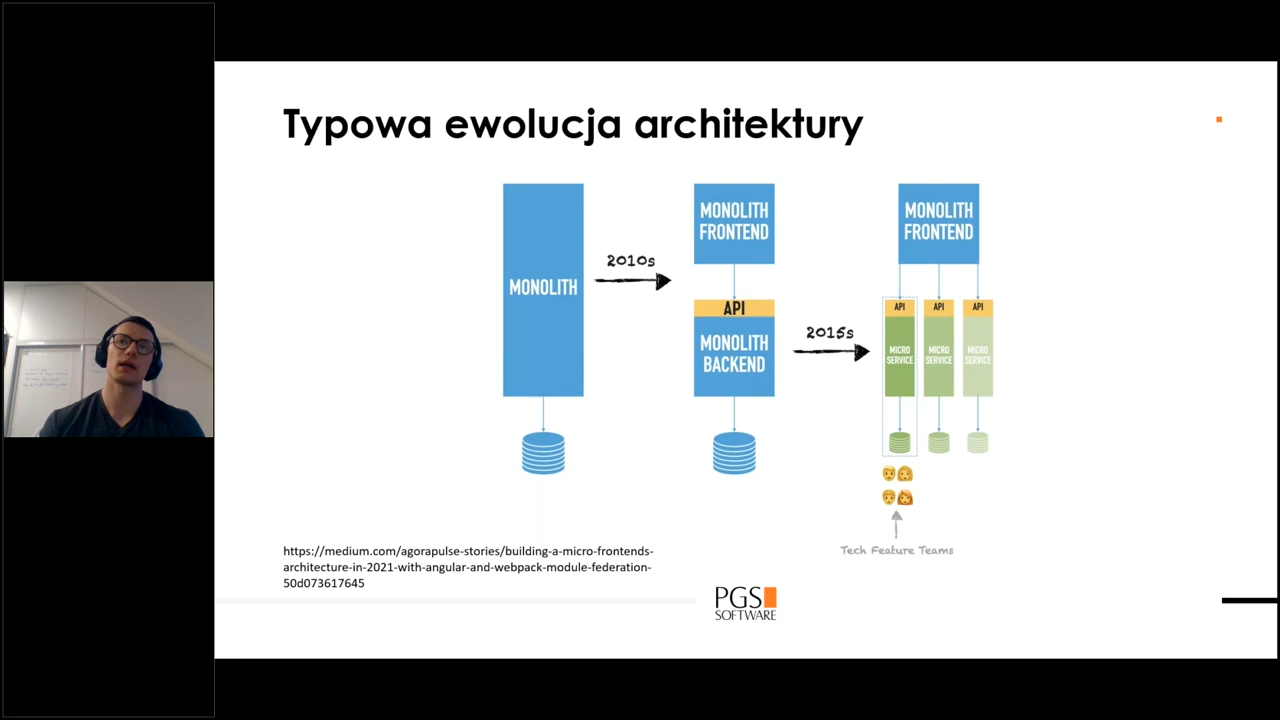 Typowa ewolucja architektury
MONOLITH
2010s
MONOLITH
FRONTEND
API
MONOLITH
BACKEND
2015s
MONOLITH
FRONTEND
API
API
API
MICRO
SERVICE
MICRO
SERVICE
MICRO
SERVICE
Tech Feature Teams
https://medium.com/agorapulse-stories/building-a-micro-frontends-
architecture-in-2021-with-angular-and-webpack-module-federation-
50d073617645
PGS
SOFTWARE